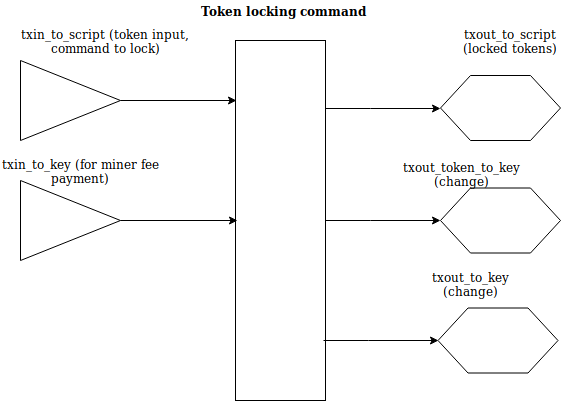 Token locking command
txin_to_script (token input,
command to lock)
txout_to_script
(locked tokens)
txin_to_key (for miner fee
payment)
txout_token_to_key
(change)
txout_to_key
(change)